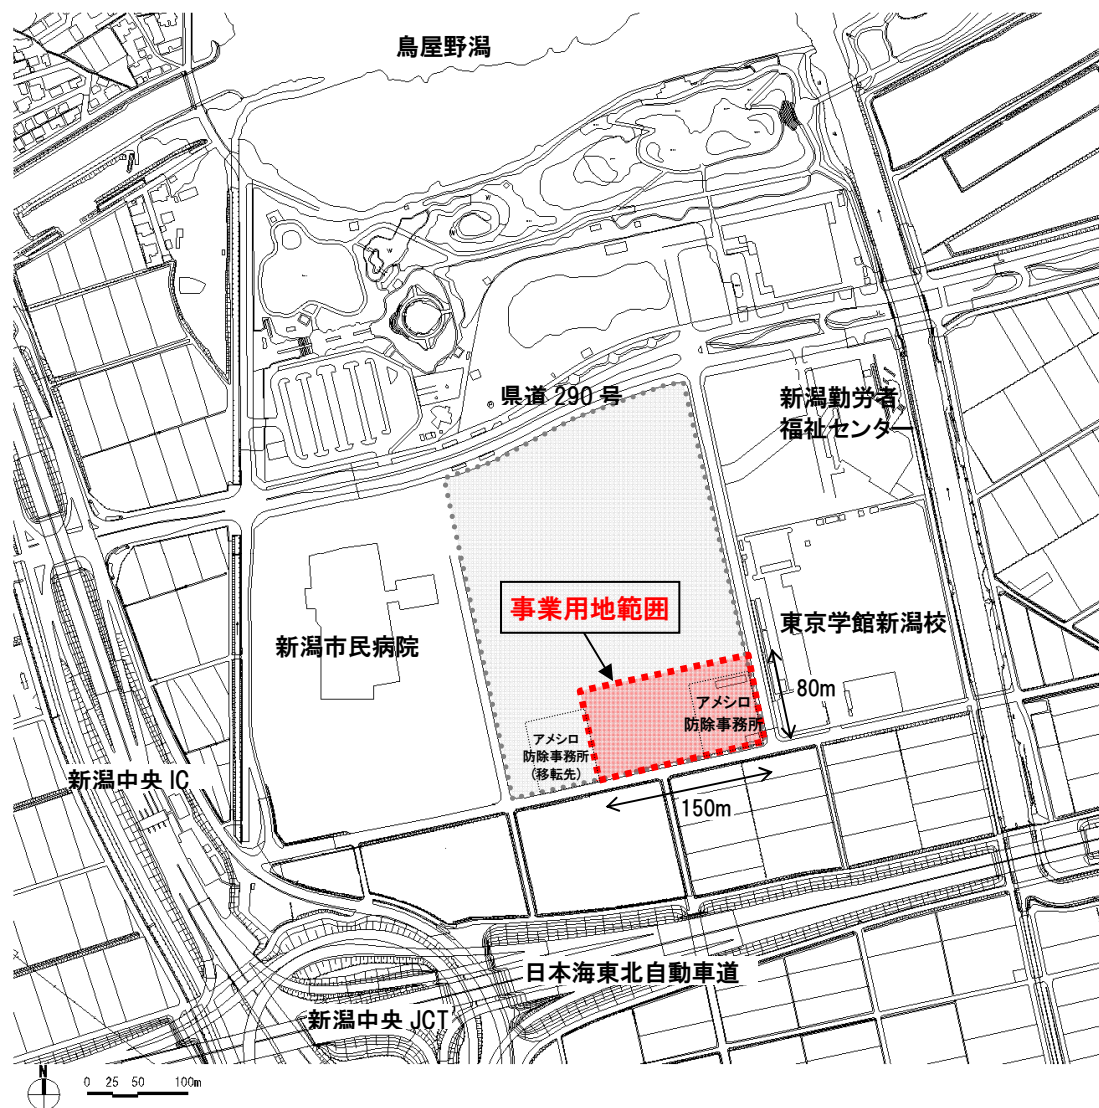 鳥屋野潟
県道 290 号
新潟勤労者
福祉センター
事業用地範囲
東京学館新潟校
新潟市民病院
80m
アメシロ
防除事務所
アメシロ
防除事務所
(移転先)
新潟中央 IC
150m
日本海東北自動車道
新潟中央 JCT
N
0 25 50 100m